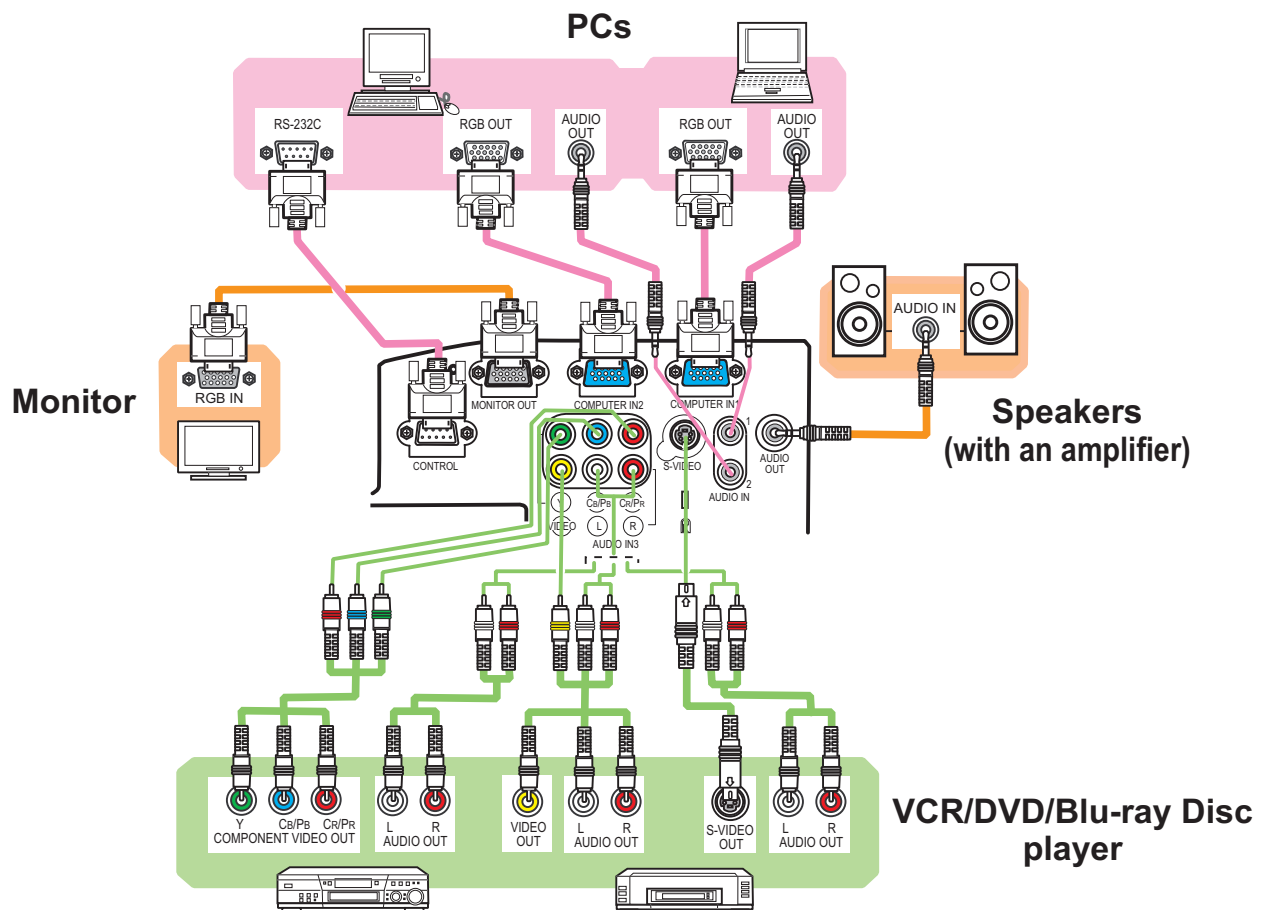 PCs
RS-232C
RGB OUT
AUDIO
OUT
RGB OUT
AUDIO
OUT
Monitor
RGB IN
AUDIO IN
Speakers
(with an amplifier)
MONITOR OUT
COMPUTER IN2
COMPUTER IN1
CONTROL
S-VIDEO
1
2
AUDIO IN
AUDIO
OUT
Y
CB/PB
CR/PR
VIDEO
L
R
AUDIO IN3
Y
CB/PB
CR/PR
COMPONENT VIDEO OUT
L
R
AUDIO OUT
VIDEO
OUT
L
R
AUDIO OUT
S-VIDEO
OUT
L
R
AUDIO OUT
VCR/DVD/Blu-ray Disc
player